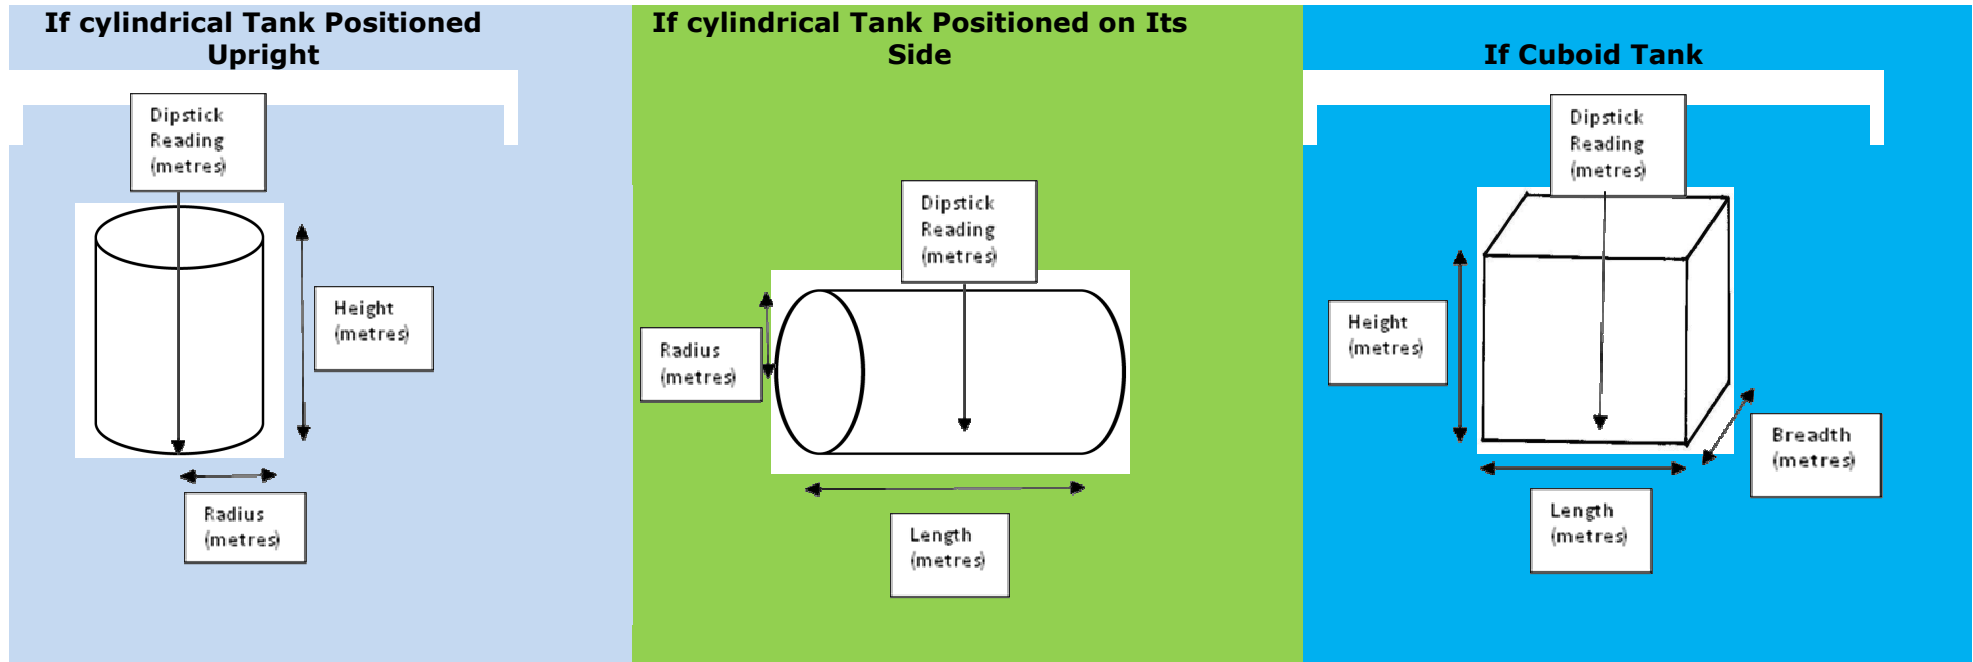 If cylindrical Tank Positioned
Upright
Dipstick
Reading
(metres)
Height
(metres)
Radius
(metres)
If cylindrical Tank Positioned on Its
Side
Dipstick
Reading
(metres)
Radius
(metres)
Length
(metres)
If Cuboid Tank
Dipstick
Reading
(metres)
Height
(metres)
Breadth
(metres)
Length
(metres)